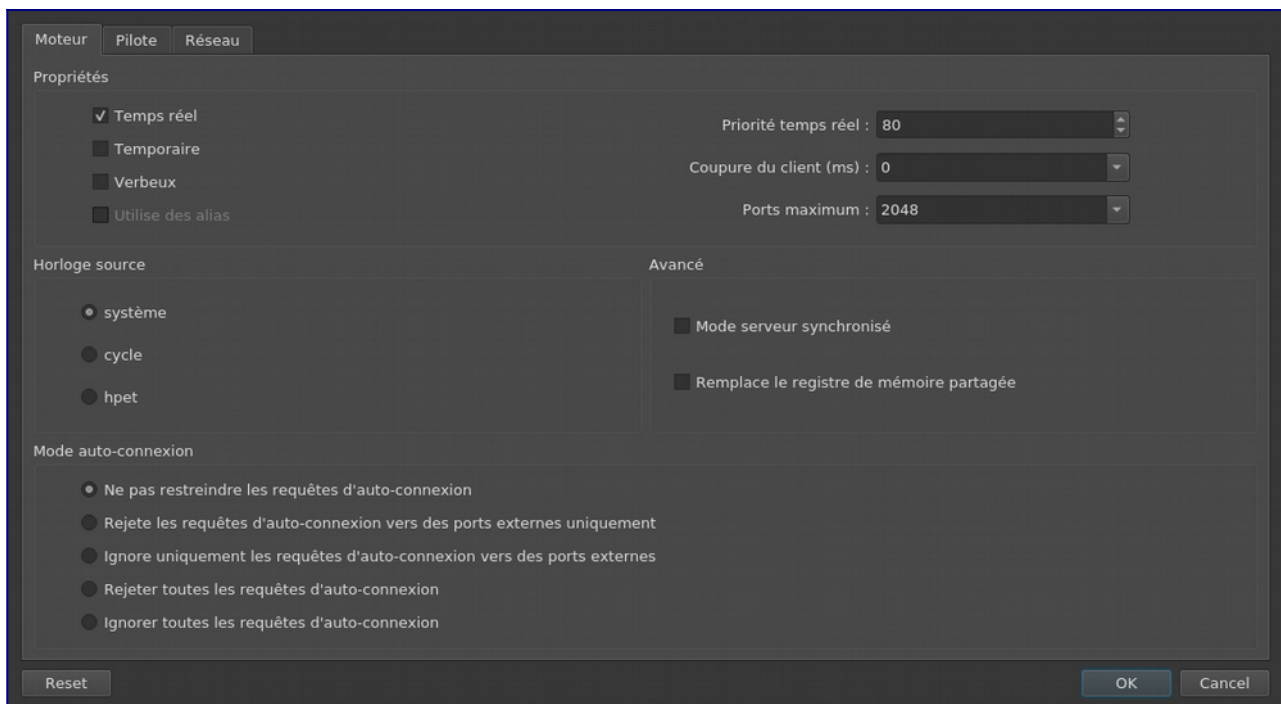 Moteur Pilote Réseau
Propriétés
Temps réel
Temporaire
Verbeux
Utilise des alias
Priorité temps réel : 80
Coupure du client (ms) : 0
Ports maximum : 2048
Horloge source
système
cycle
hpet
Avancé
Mode serveur synchronisé
Remplace le registre de mémoire partagée
Mode auto-connexion
Ne pas restreindre les requêtes d'auto-connexion
Rejete les requêtes d'auto-connexion vers des ports externes uniquement
Ignore uniquement les requêtes d'auto-connexion vers des ports externes
Rejeter toutes les requêtes d'auto-connexion
Ignorer toutes les requêtes d'auto-connexion
Reset OK Cancel